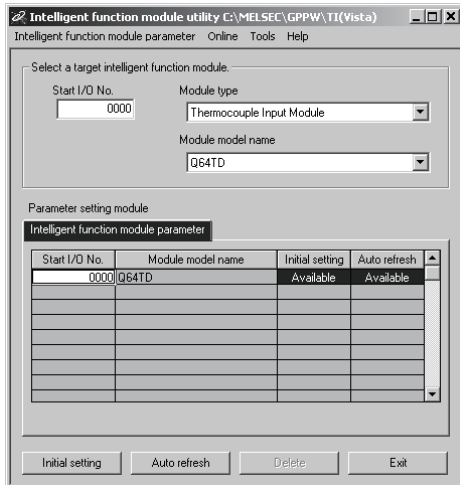 Intelligent function module utility C:\MELSEC\GPPW\TI(Vista)
Intelligent function module parameter Online Tools Help
Select a target intelligent function module.
Start I/O No. Module type
0000 Thermocouple Input Module
Module model name
Q64TD
Parameter setting module
Intelligent function module parameter
Start I/O No. Module model name Initial setting Auto refresh
0000 Q64TD Available Available
Initial setting Auto refresh Delete Exit